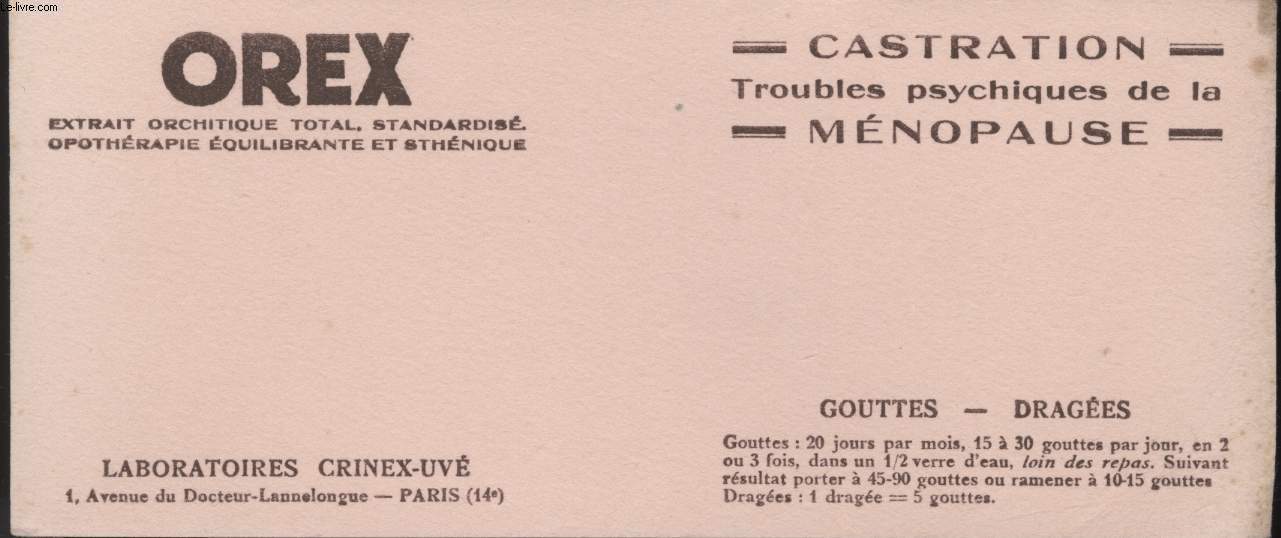 Le-livre.com
OREX
EXTRAIT ORCHITIQUE TOTAL, STANDARDISÉ.
OPOTHÉRAPIE ÉQUILIBRANTE ET STHÉNIQUE
CASTRATION
Troubles psychiques de la
MÉNOPAUSE
LABORATOIRES CRINEX-UVÉ
1, Avenue du Docteur-Lannelongue — PARIS (14e)
GOUTTES — DRAGÉES
Gouttes : 20 jours par mois, 15 à 30 gouttes par jour, en 2
ou 3 fois, dans un 1/2 verre d'eau, loin des repas. Suivant
résultat porter à 45-90 gouttes ou ramener à 10-15 gouttes
Dragées : 1 dragée = 5 gouttes.